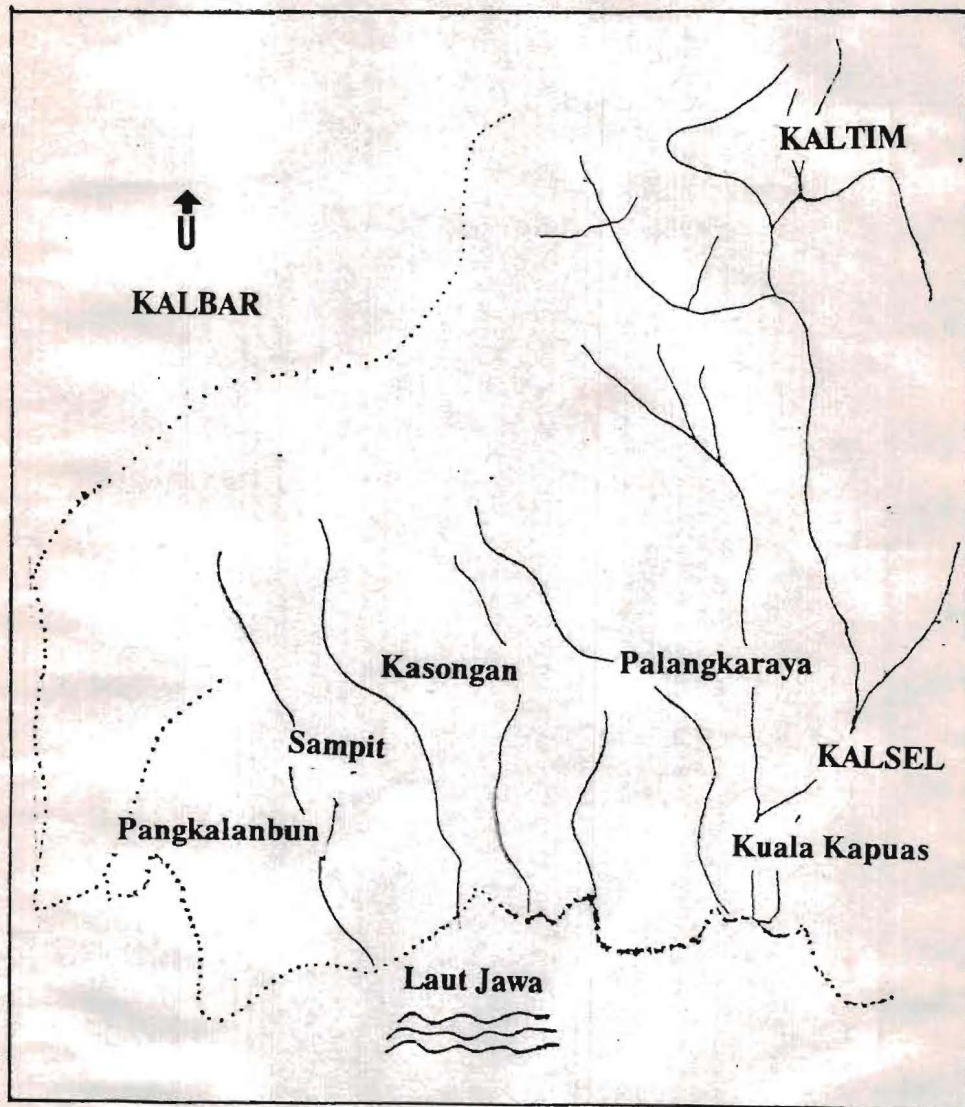 KALTIM
U
KALBAR
Kasongan
Palangkaraya
Sampit
KALSEL
Pangkalanbun
Kuala Kapuas
Laut Jawa